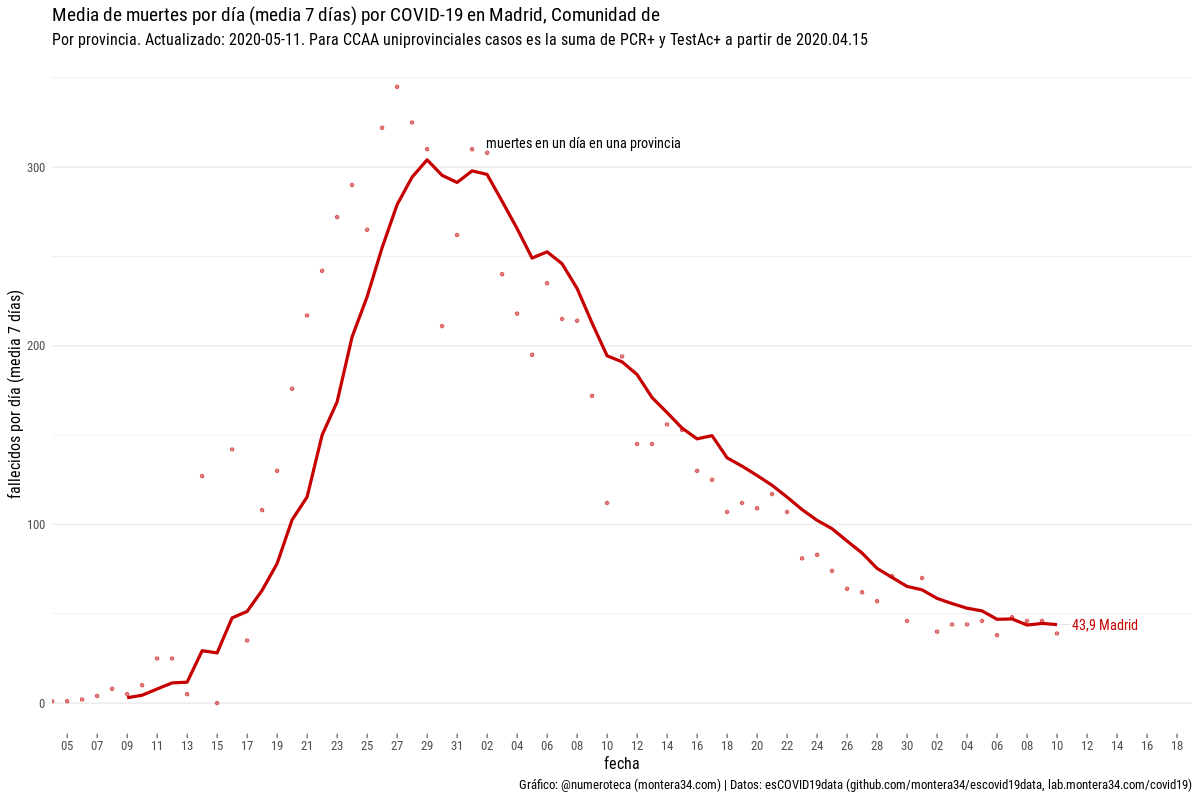 Media de muertes por día (media 7 días) por COVID-19 en Madrid, Comunidad de
Por provincia. Actualizado: 2020-05-11. Para CCAA uniprovinciales casos es la suma de PCR+ y TestAc+ a partir de 2020.04.15
muertes en un día en una provincia
300
200
100
0
fallecidos por día (media 7 días)
43,9 Madrid
05 07 09 11 13 15 17 19 21 23 25 27 29 31 02 04 06 08 10 12 14 16 18 20 22 24 26 28 30 02 04 06 08 10 12 14 16 18
fecha
Gráfico: @numeroteca (montera34.com) | Datos: esCOVID19data (github.com/montera34/escovid19data, lab.montera34.com/covid19)